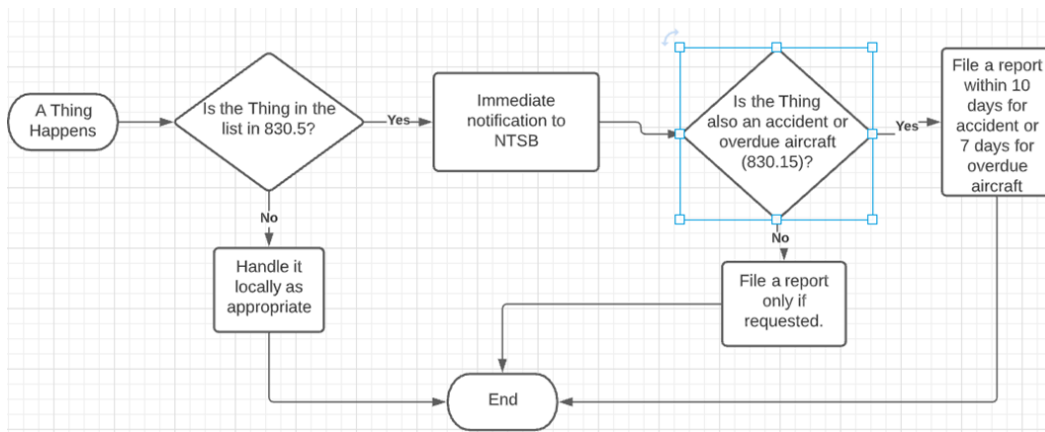 A Thing
Happens
Is the Thing in the
list in 830.5?
Yes
Immediate
notification to
NTSB
Is the Thing
also an accident or
overdue aircraft
(830.15)?
Yes
File a report
within 10
days for
accident or
7 days for
overdue
aircraft
No
Handle it
locally as
appropriate
No
File a report
only if
requested.
End